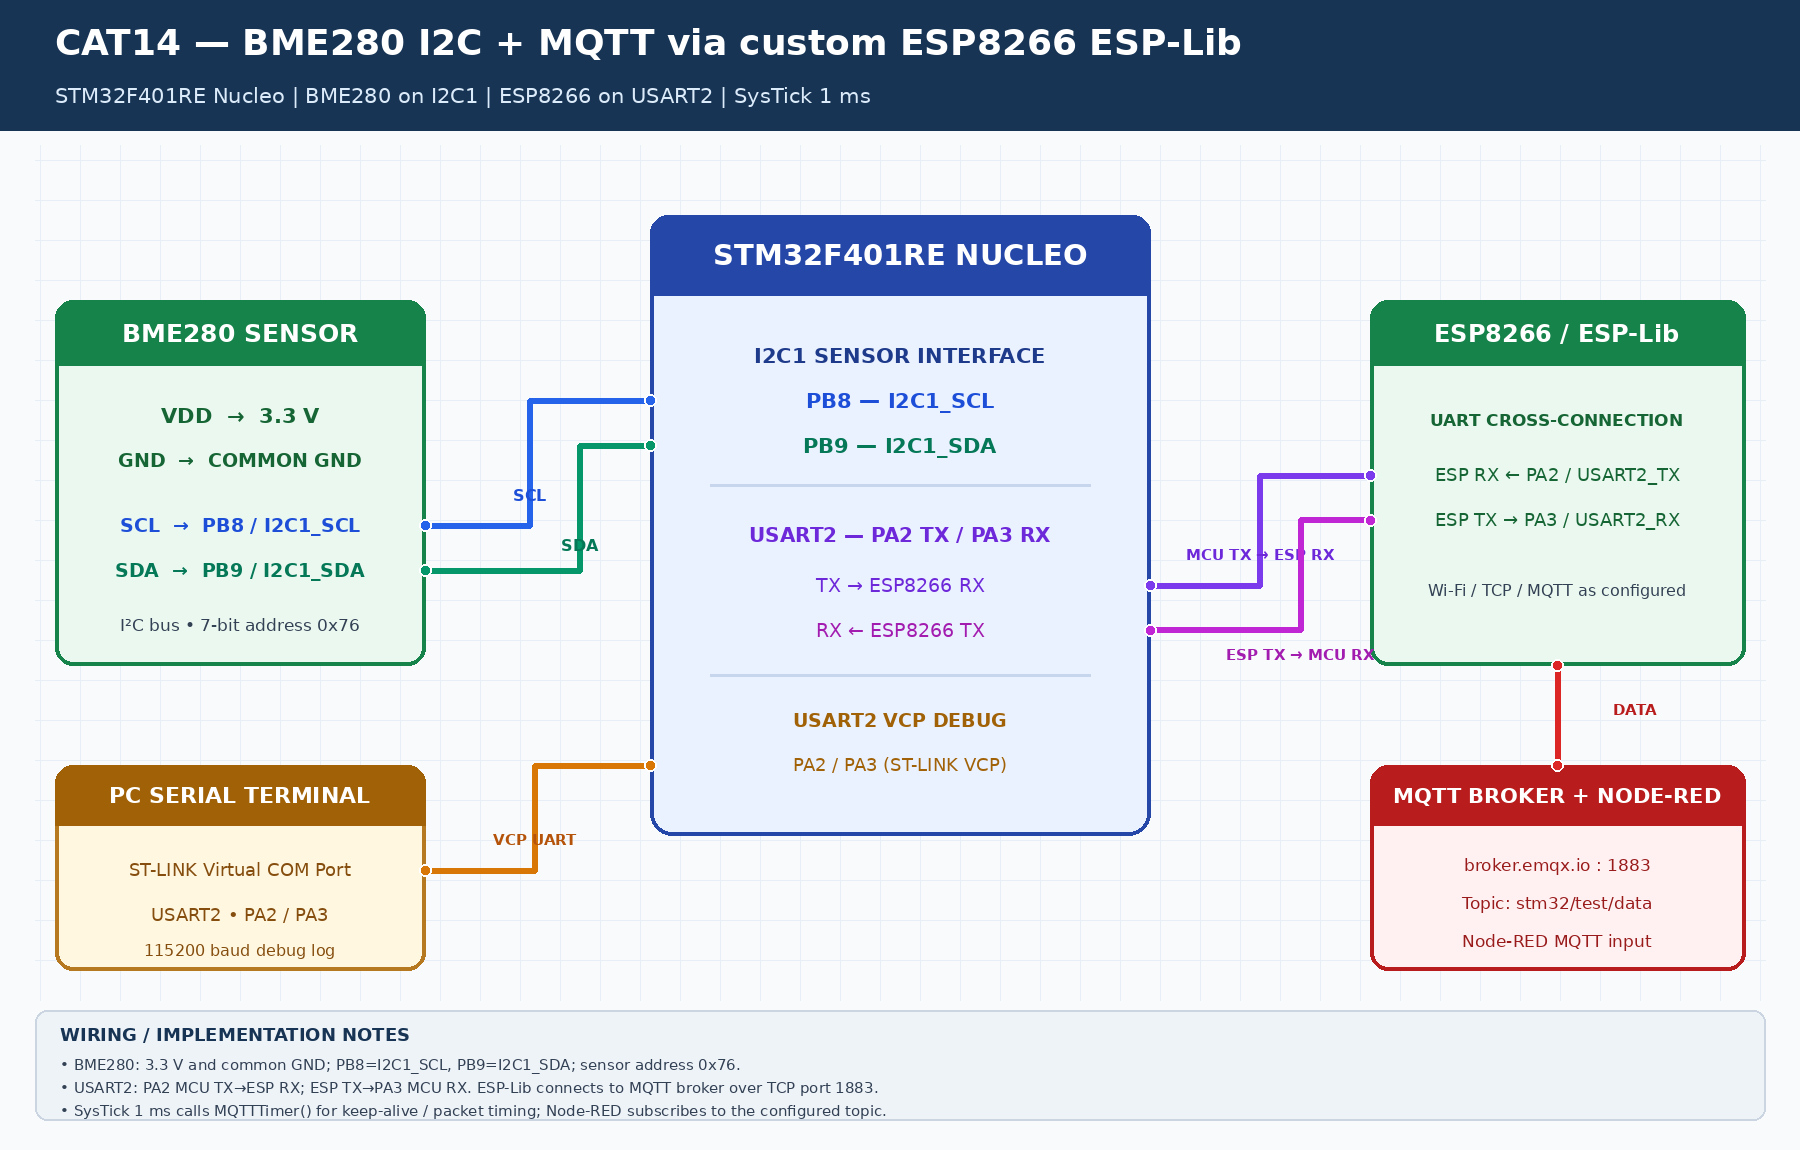 CAT14 — BME280 I2C + MQTT via custom ESP8266 ESP-Lib
STM32F401RE Nucleo | BME280 on I2C1 | ESP8266 on USART2 | SysTick 1 ms
BME280 SENSOR
VDD → 3.3 V
GND → COMMON GND
SCL → PB8 / I2C1_SCL
SDA → PB9 / I2C1_SDA
I²C bus • 7-bit address 0x76
SCL
SDA
STM32F401RE NUCLEO
I2C1 SENSOR INTERFACE
PB8 — I2C1_SCL
PB9 — I2C1_SDA
USART2 — PA2 TX / PA3 RX
TX → ESP8266 RX
RX ← ESP8266 TX
USART2 VCP DEBUG
PA2 / PA3 (ST-LINK VCP)
MCU TX → ESP RX
ESP TX → MCU RX
ESP8266 / ESP-Lib
UART CROSS-CONNECTION
ESP RX ← PA2 / USART2_TX
ESP TX → PA3 / USART2_RX
Wi-Fi / TCP / MQTT as configured
DATA
PC SERIAL TERMINAL
ST-LINK Virtual COM Port
USART2 • PA2 / PA3
115200 baud debug log
VCP UART
MQTT BROKER + NODE-RED
broker.emqx.io : 1883
Topic: stm32/test/data
Node-RED MQTT input
WIRING / IMPLEMENTATION NOTES
• BME280: 3.3 V and common GND; PB8=I2C1_SCL, PB9=I2C1_SDA; sensor address 0x76.
• USART2: PA2 MCU TX→ESP RX; ESP TX→PA3 MCU RX. ESP-Lib connects to MQTT broker over TCP port 1883.
• SysTick 1 ms calls MQTTTimer() for keep-alive / packet timing; Node-RED subscribes to the configured topic.